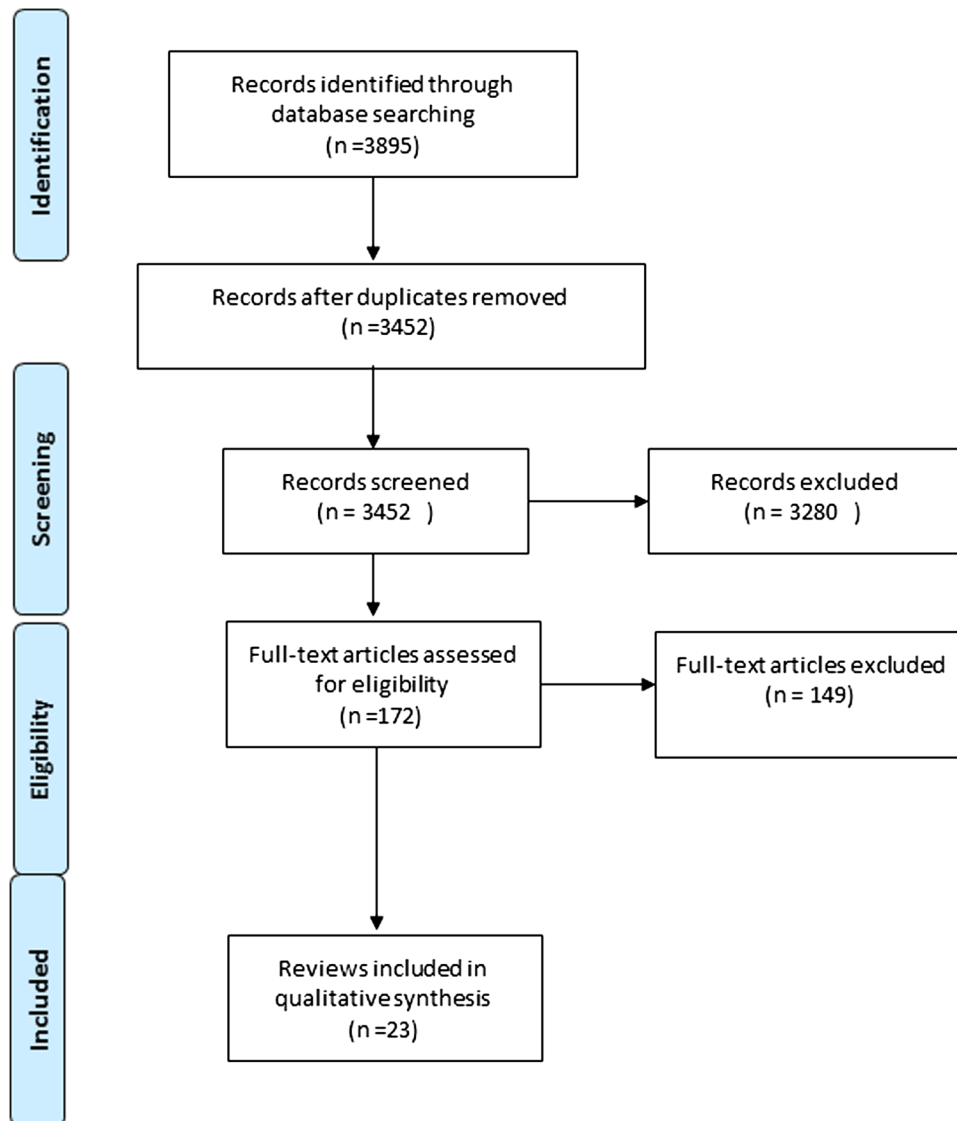 Identification
Records identified through
database searching
(n =3895)
Records after duplicates removed
(n =3452)
Screening
Records screened
(n = 3452   )
Records excluded
(n = 3280   )
Eligibility
Full-text articles assessed
for eligibility
(n =172)
Full-text articles excluded
(n = 149)
Included
Reviews included in
qualitative synthesis
(n =23)